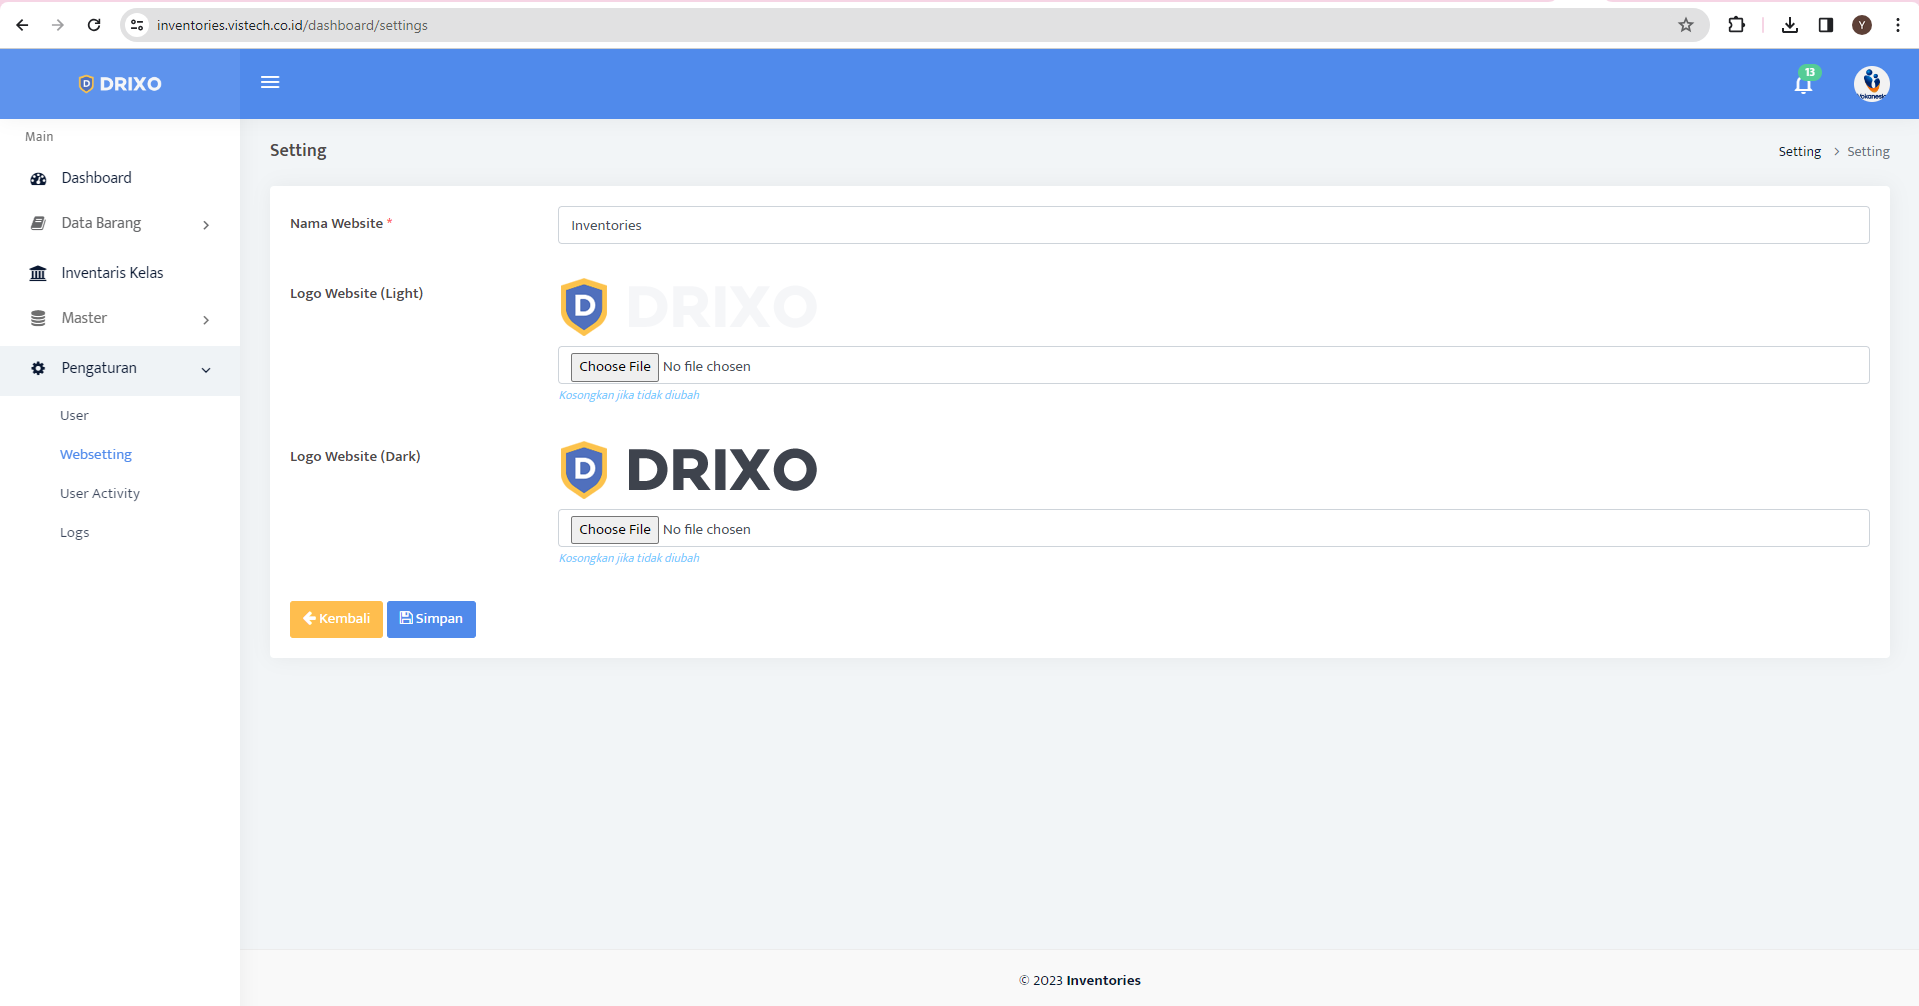 inventories.vistech.co.id/dashboard/settings
Y
D DRIXO
13
Vokanesia
Main
Dashboard
Data Barang
Inventaris Kelas
Master
Pengaturan
User
Websetting
User Activity
Logs
Setting
Setting > Setting
Nama Website *
Inventories
Logo Website (Light)
D DRIXO
Choose File No file chosen
Kosongkan jika tidak diubah
Logo Website (Dark)
D DRIXO
Choose File No file chosen
Kosongkan jika tidak diubah
Kembali
Simpan
© 2023 Inventories